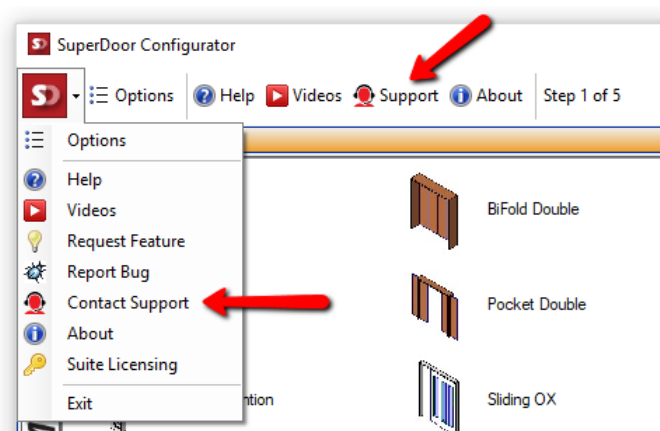 SuperDoor Configurator
Options Help Videos Support About Step 1 of 5
Options
Help
Videos
Request Feature
Report Bug
Contact Support
About
Suite Licensing
Exit
BiFold Double
Pocket Double
Sliding OX